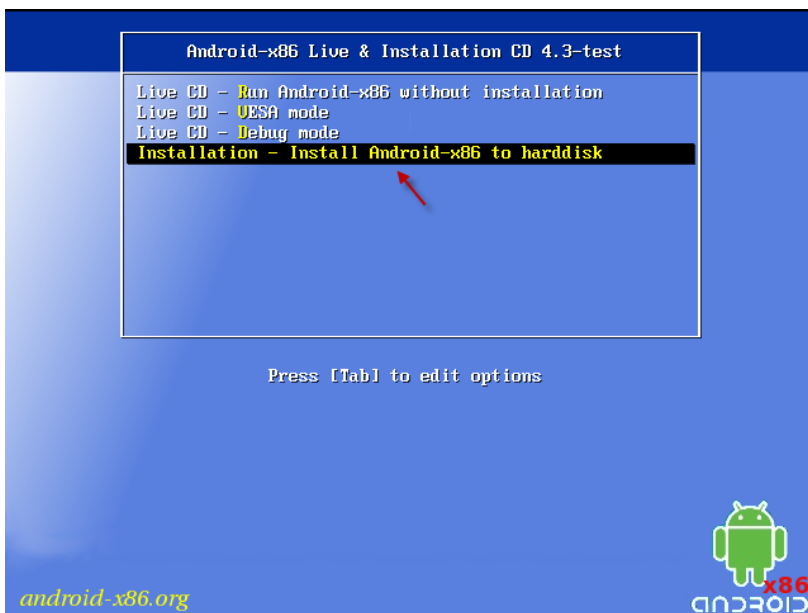 Android-x86 Live & Installation CD 4.3-test
Live CD - Run Android-x86 without installation
Live CD - VESA mode
Live CD - Debug mode
Installation - Install Android-x86 to harddisk
Press [Tab] to edit options
android-x86.org
x86
ANDROID